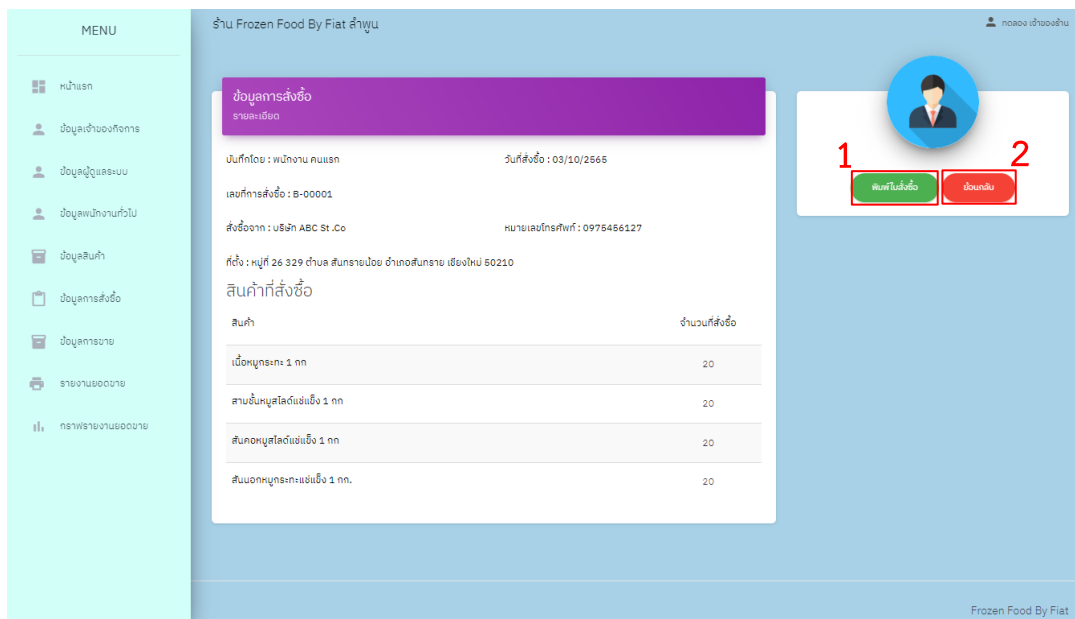 MENU
ร้าน Frozen Food By Fiat ลำพูน
ทดลอง เจ้าของร้าน
หน้าแรก
ข้อมูลเจ้าของกิจการ
ข้อมูลผู้ดูแลระบบ
ข้อมูลพนักงานทั่วไป
ข้อมูลสินค้า
ข้อมูลการสั่งซื้อ
ข้อมูลการขาย
รายงานยอดขาย
กราฟรายงานยอดขาย
ข้อมูลการสั่งซื้อ
รายละเอียด
บันทึกโดย : พนักงาน คนแรก
วันที่สั่งซื้อ : 03/10/2565
เลขที่การสั่งซื้อ : B-00001
สั่งซื้อจาก : บริษัท ABC St .Co
หมายเลขโทรศัพท์ : 0975456127
ที่ตั้ง : หมู่ที่ 26 329 ตำบล สันทรายน้อย อำเภอสันทราย เชียงใหม่ 50210
สินค้าที่สั่งซื้อ
สินค้า จำนวนที่สั่งซื้อ
เนื้อหมูกระทะ 1 กก 20
สามชั้นหมูสไลด์แช่แข็ง 1 กก 20
สันคอหมูสไลด์แช่แข็ง 1 กก 20
สันนอกหมูกระทะแช่แข็ง 1 กก. 20
1 2
พิมพ์ใบสั่งซื้อ ย้อนกลับ
Frozen Food By Fiat